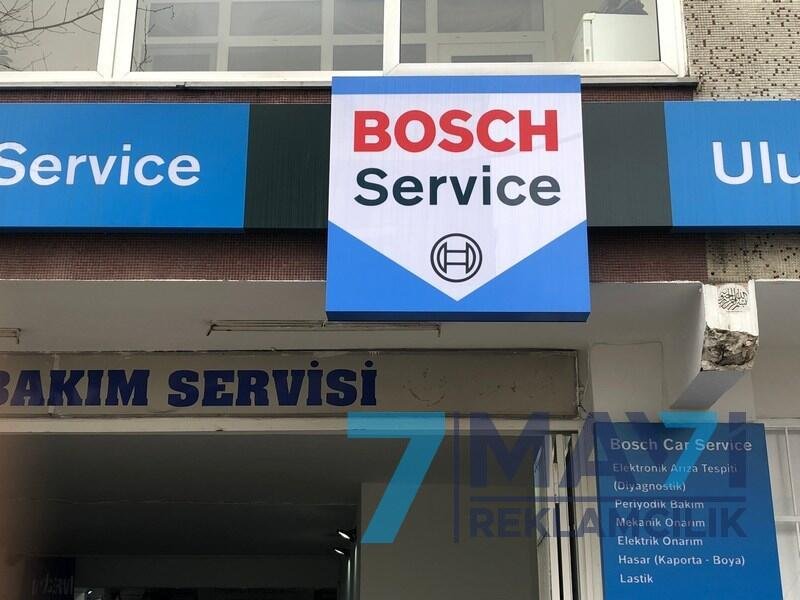 Service
BOSCH
Service
Ulu
BAKIM SERVİSİ
7 MAVİ
REKLAMCILIK
Bosch Car Service
Elektronik Arıza Tespiti
(Diyagnostik)
Periyodik Bakım
Mekanik Onarım
Elektrik Onarım
Hasar (Kaporta - Boya)
Lastik